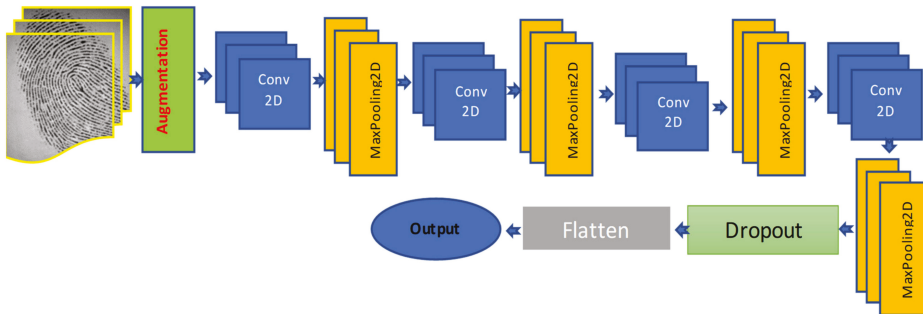 Augmentation
Conv
2D
MaxPooling2D
Conv
2D
MaxPooling2D
Conv
2D
MaxPooling2D
Conv
2D
MaxPooling2D
Dropout
Flatten
Output